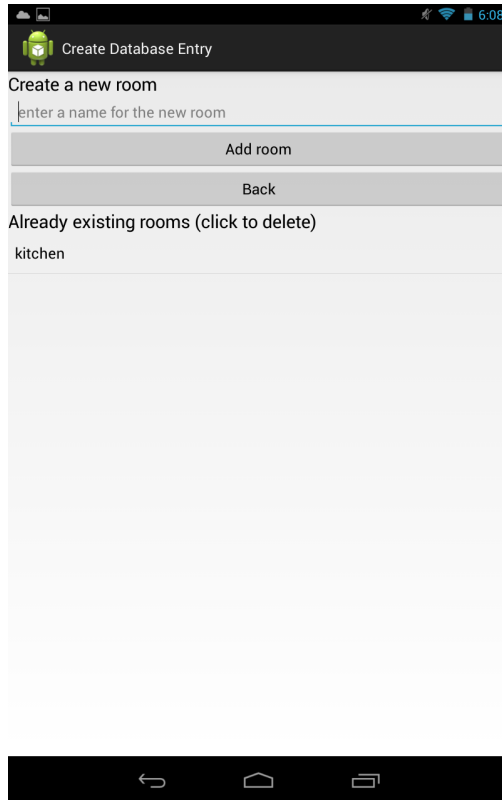 6:08
Create Database Entry
Create a new room
enter a name for the new room
Add room
Back
Already existing rooms (click to delete)
kitchen